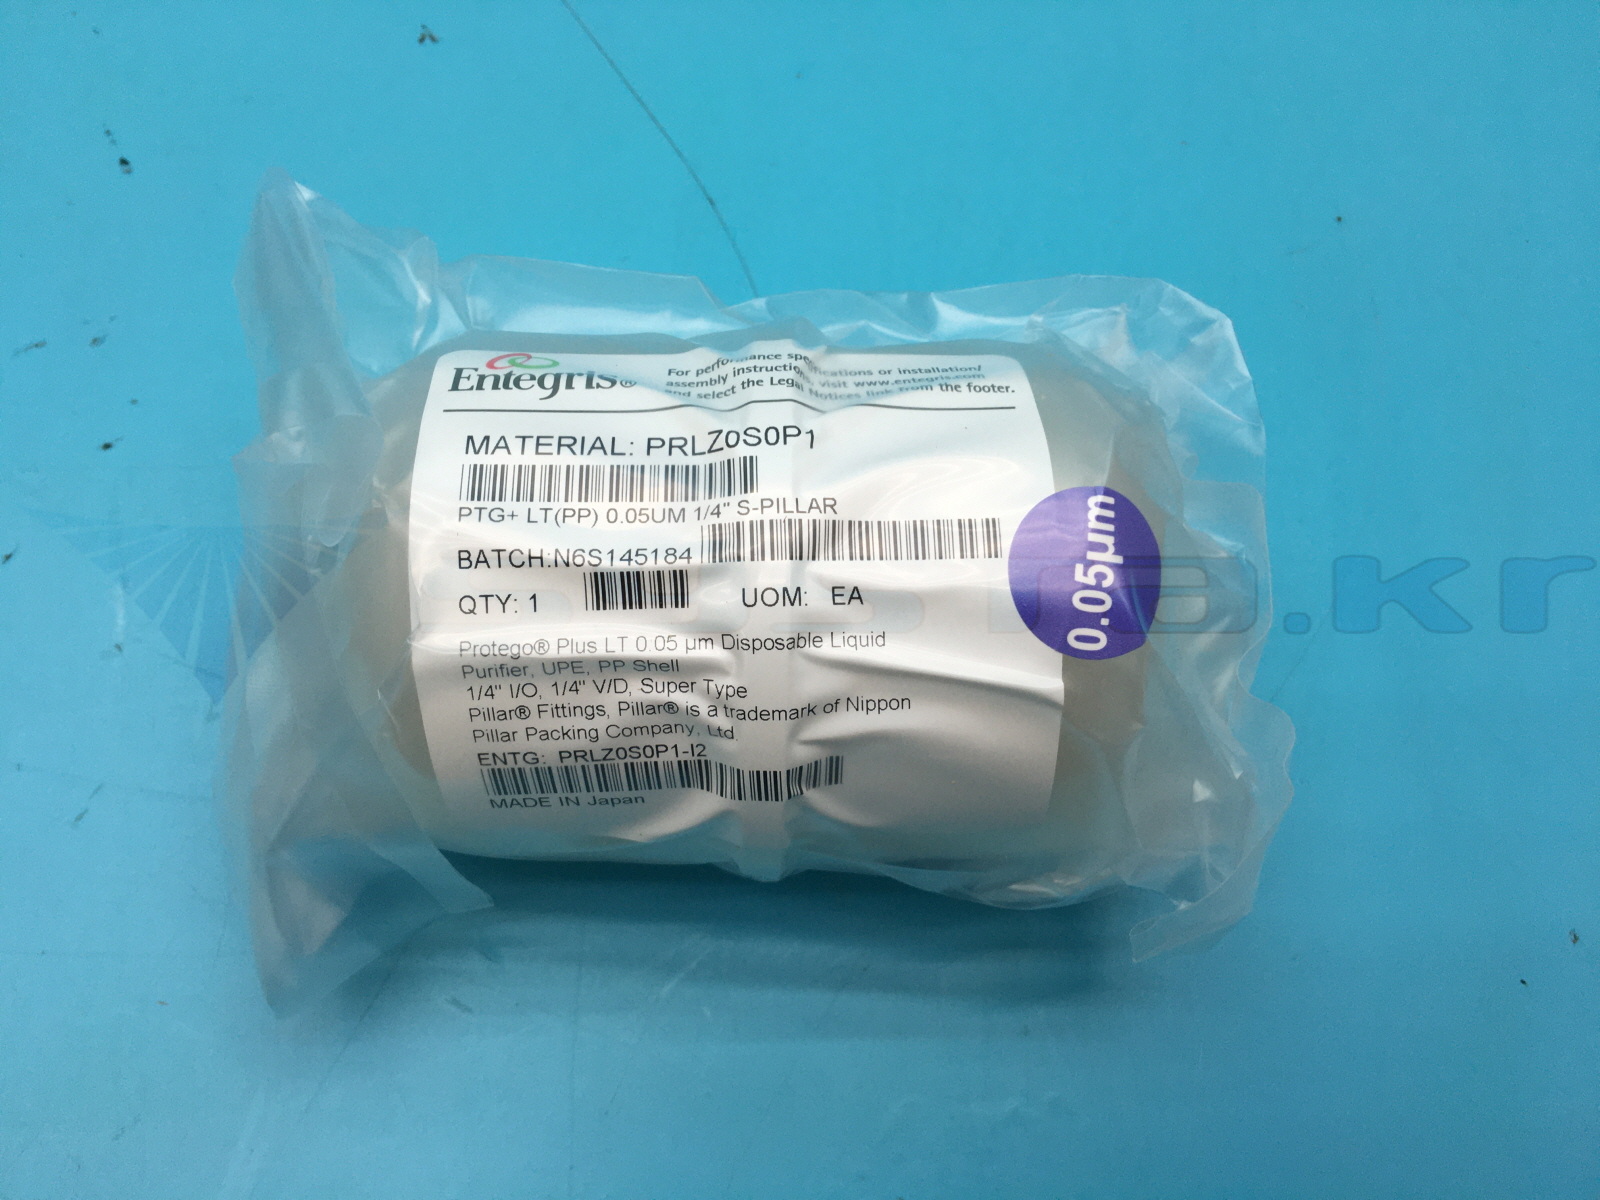 Entegris®
For performance specifications or installation/
assembly instructions, visit www.entegris.com
and select the Legal Notices link from the footer.
MATERIAL: PRLZ0S0P1
PTG+ LT(PP) 0.05UM 1/4" S-PILLAR
BATCH:N6S145184
QTY: 1 UOM: EA
Protego® Plus LT 0.05 µm Disposable Liquid
Purifier, UPE, PP Shell
1/4" I/O, 1/4" V/D, Super Type
Pillar® Fittings, Pillar® is a trademark of Nippon
Pillar Packing Company, Ltd.
ENTG: PRLZ0S0P1-I2
MADE IN Japan
0.05µm